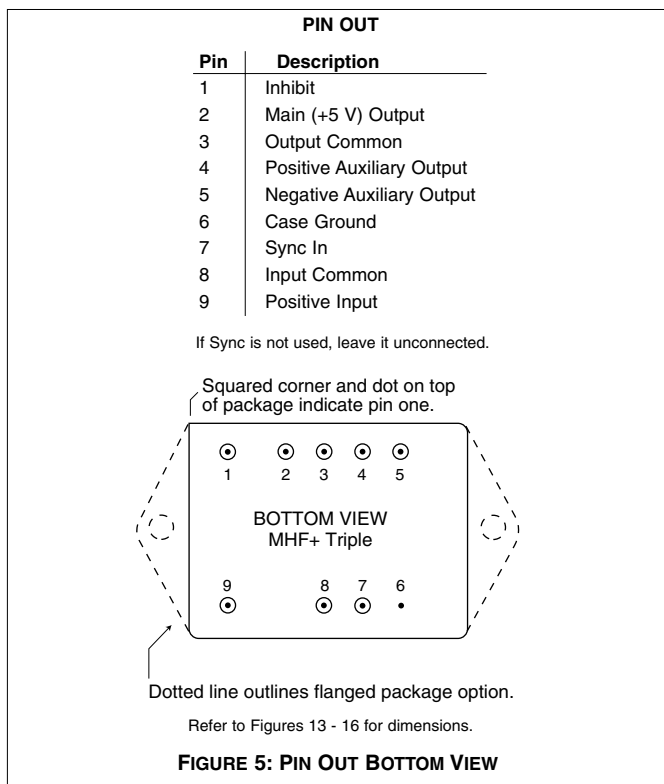 PIN OUT
Pin Description
1 Inhibit
2 Main (+5 V) Output
3 Output Common
4 Positive Auxiliary Output
5 Negative Auxiliary Output
6 Case Ground
7 Sync In
8 Input Common
9 Positive Input
If Sync is not used, leave it unconnected.
Squared corner and dot on top
of package indicate pin one.
1 2 3 4 5
BOTTOM VIEW
MHF+ Triple
9 8 7 6
Dotted line outlines flanged package option.
Refer to Figures 13 - 16 for dimensions.
FIGURE 5: PIN OUT BOTTOM VIEW